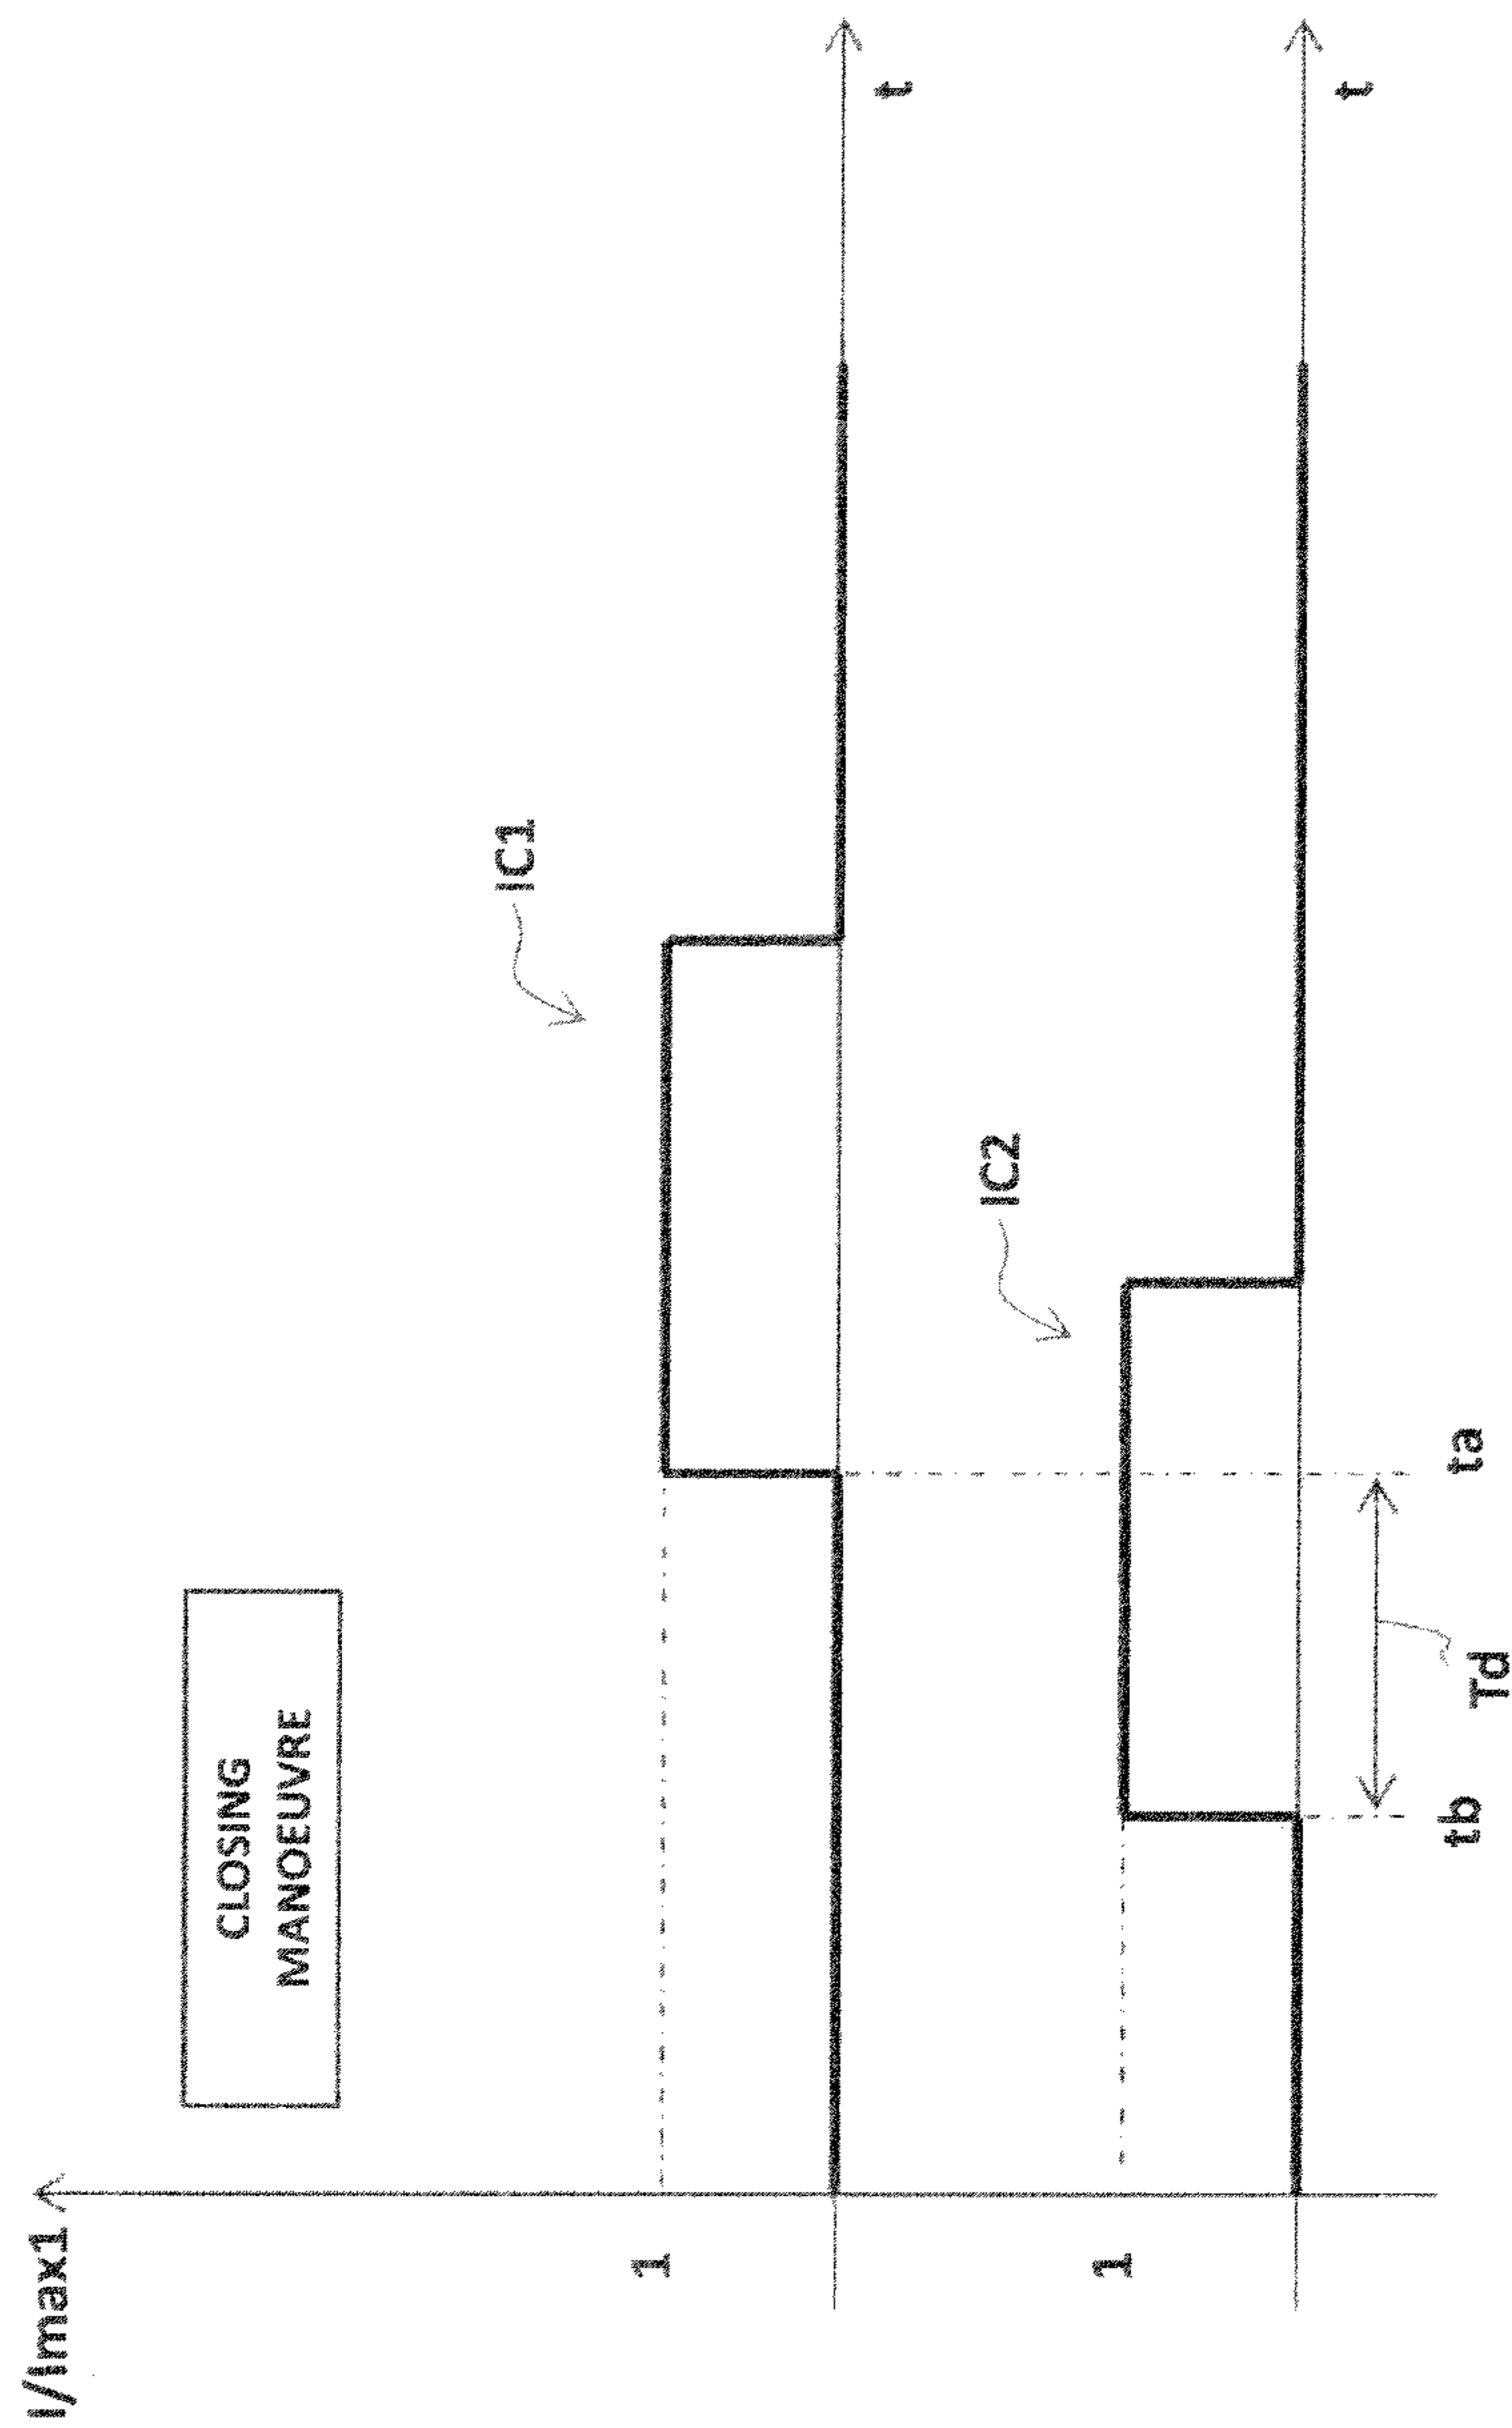 I/Imax1
CLOSING
MANOEUVRE
IC1
1
t
IC2
1
t
tb
Td
ta